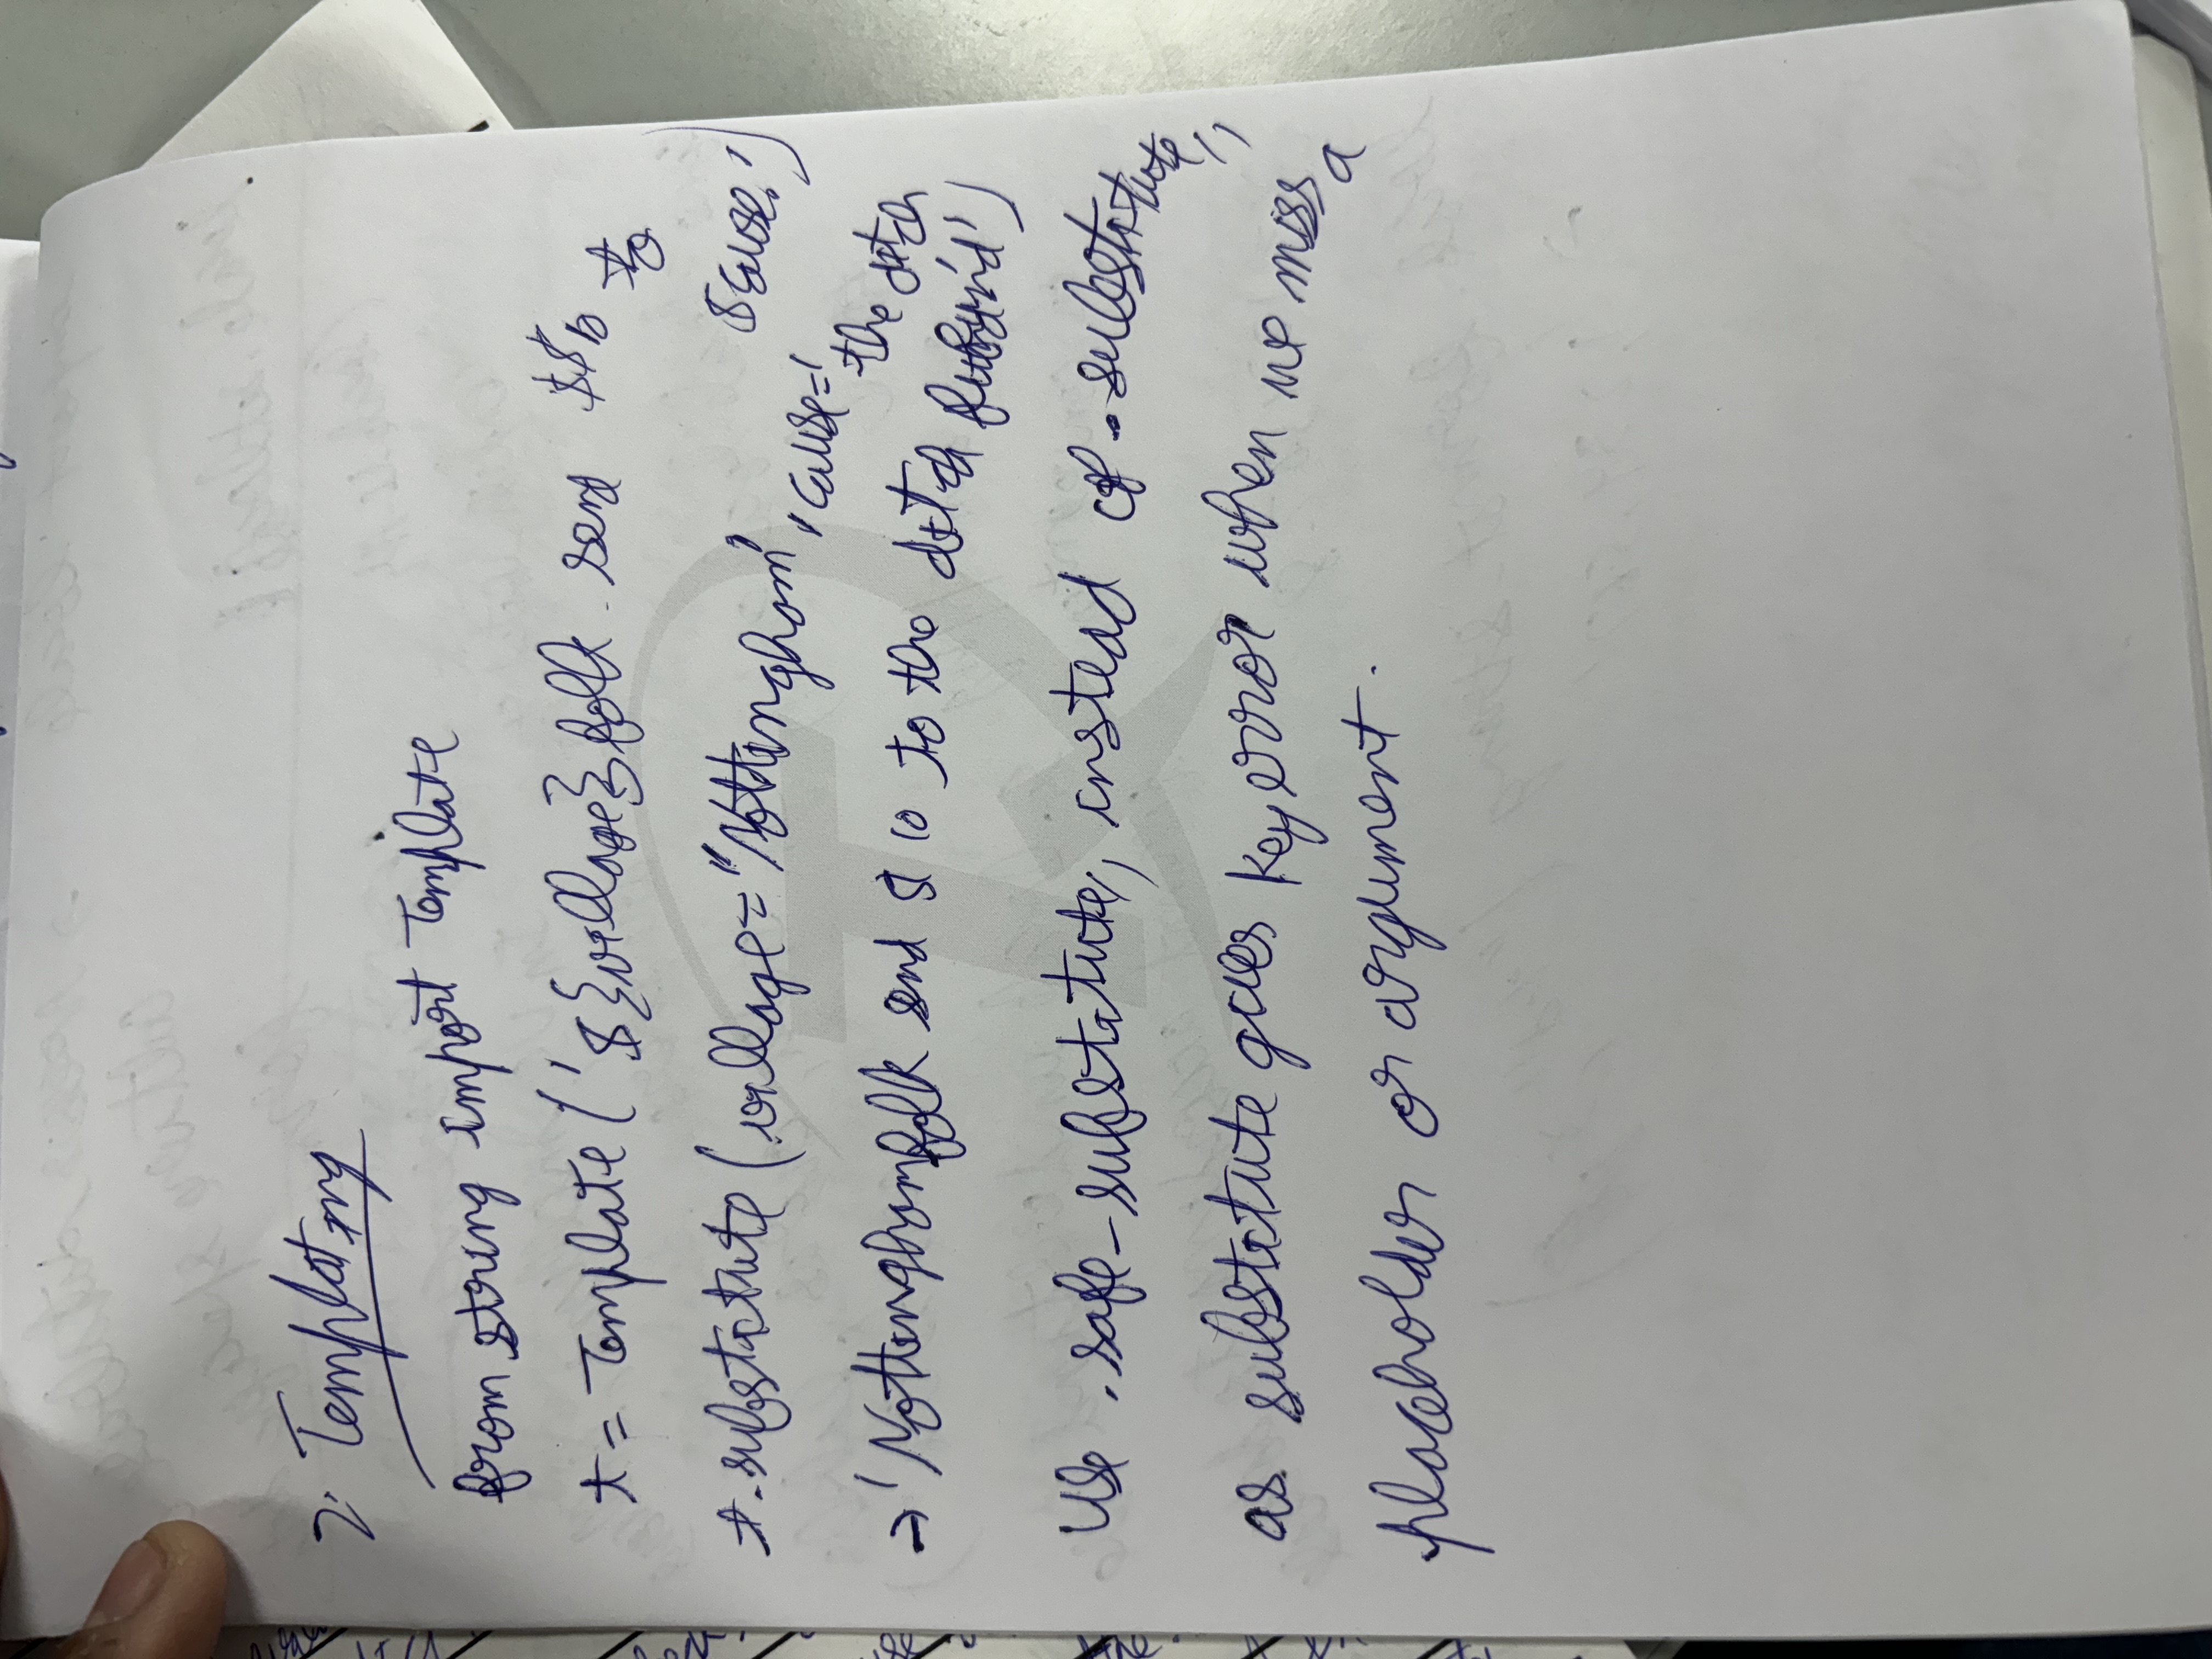 2. Templating
from string import Template
t = Template('${village}folk send $$10 to
$cause.')
t.substitute(village="Nottingham", cause='
the ditch
fund')
→ 'Nottinghamfolk send $10 to the ditch fund'
Use .safe_substitute, instead of .substitute,
as substitute gives key error when we miss a
placeholder or argument.